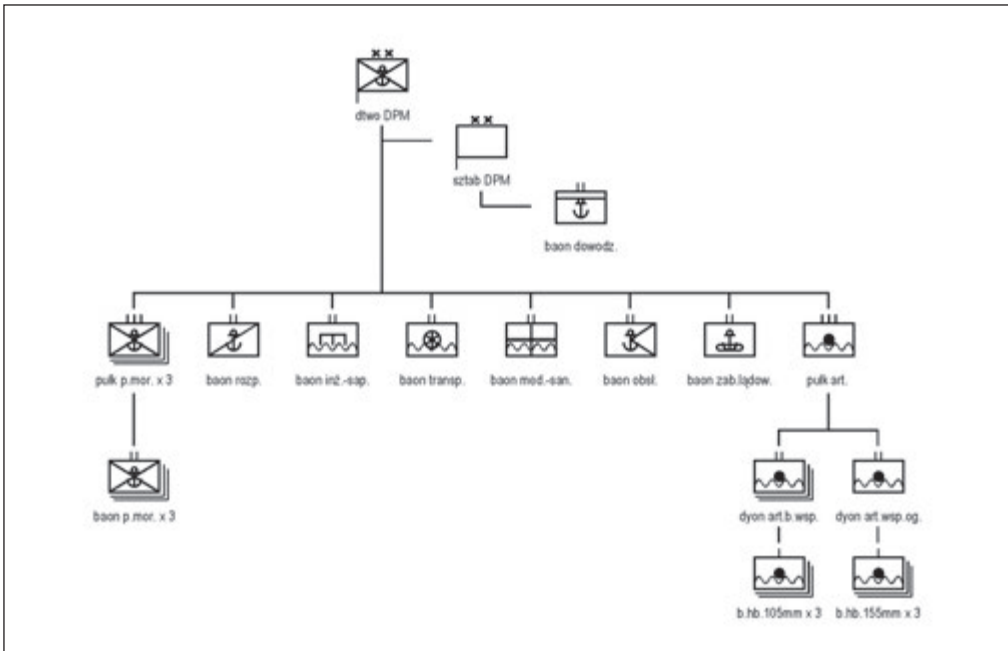 dtwo DPM
sztab DPM
baon dowodz.
pułk p.mor. x 3
baon rozp.
baon inż.-sap.
baon transp.
baon med.-san.
baon obsł.
baon zab.lądow.
pułk art.
baon p.mor. x 3
dyon art.b.wsp.
dyon art.wsp.og.
b.hb.105mm x 3
b.hb.155mm x 3